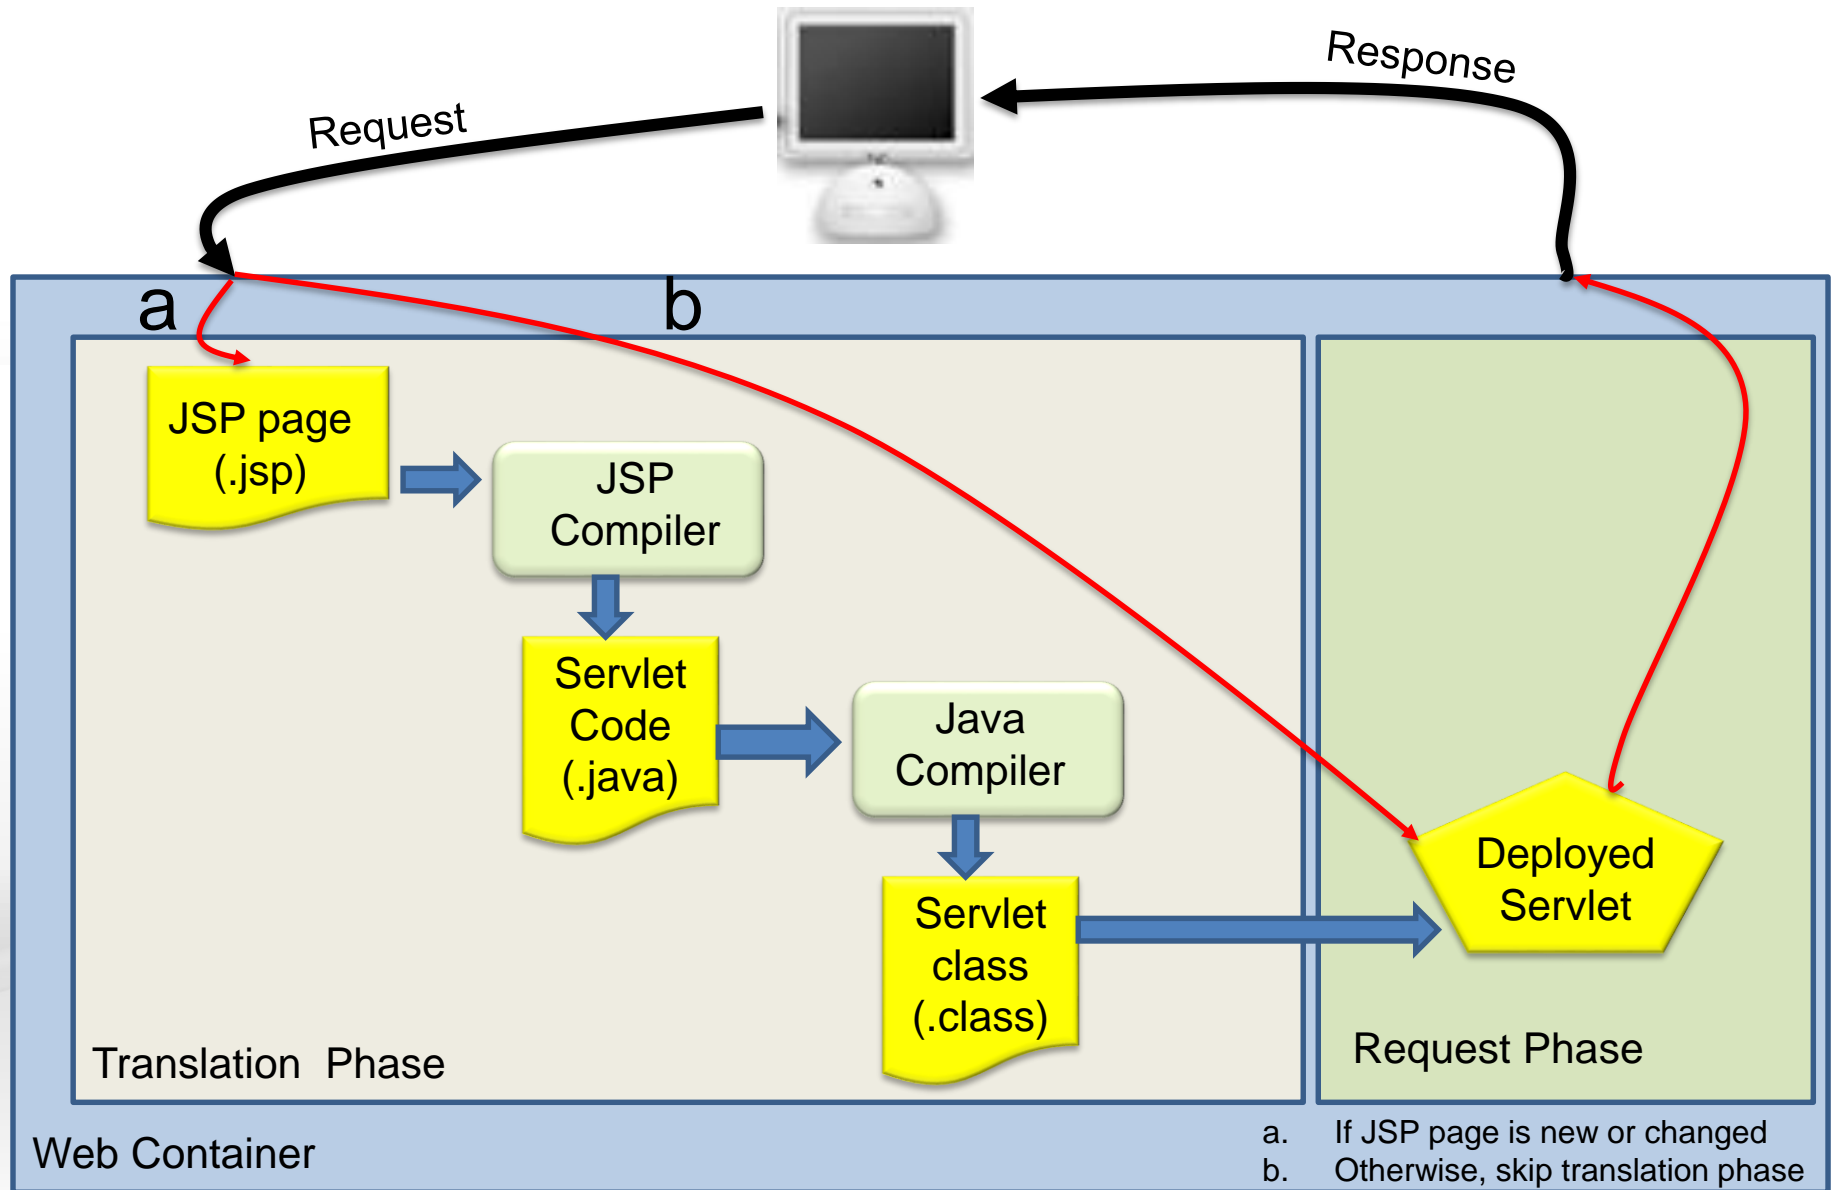 Request
Response
a
b
JSP page
(.jsp)
JSP
Compiler
Servlet
Code
(.java)
Java
Compiler
Servlet
class
(.class)
Deployed
Servlet
Translation  Phase
Request Phase
Web Container
a. If JSP page is new or changed
b. Otherwise, skip translation phase